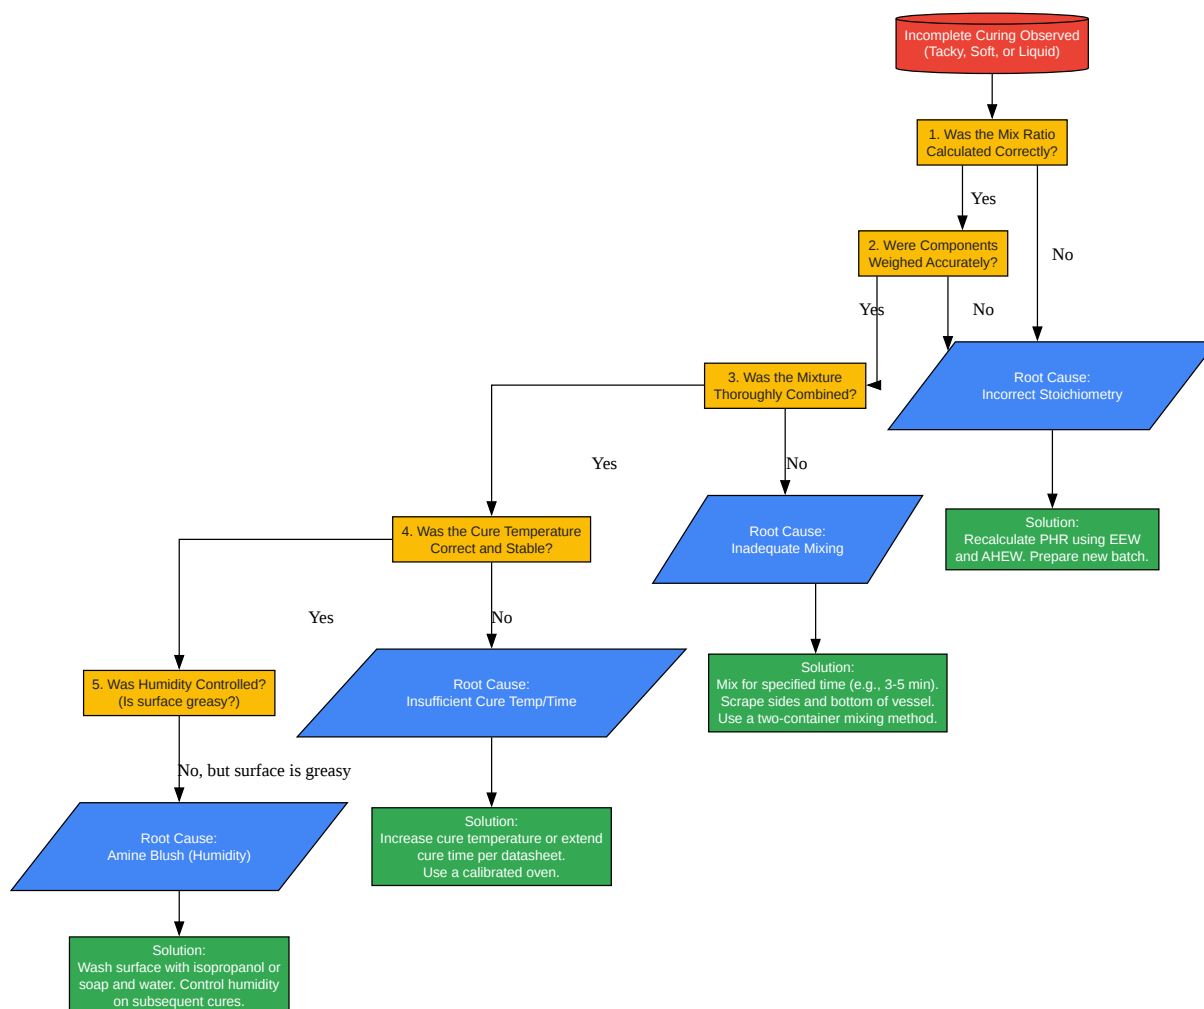 Incomplete Curing Observed
(Tacky, Soft, or Liquid)
1. Was the Mix Ratio
Calculated Correctly?
Yes
No
2. Were Components
Weighed Accurately?
Yes
No
3. Was the Mixture
Thoroughly Combined?
Root Cause:
Incorrect Stoichiometry
Yes
No
4. Was the Cure Temperature
Correct and Stable?
Root Cause:
Inadequate Mixing
Solution:
Recalculate PHR using EEW
and AHEW. Prepare new batch.
Yes
No
5. Was Humidity Controlled?
(Is surface greasy?)
Root Cause:
Insufficient Cure Temp/Time
Solution:
Mix for specified time (e.g., 3-5 min).
Scrape sides and bottom of vessel.
Use a two-container mixing method.
No, but surface is greasy
Root Cause:
Amine Blush (Humidity)
Solution:
Increase cure temperature or extend
cure time per datasheet.
Use a calibrated oven.
Solution:
Wash surface with isopropanol or
soap and water. Control humidity
on subsequent cures.